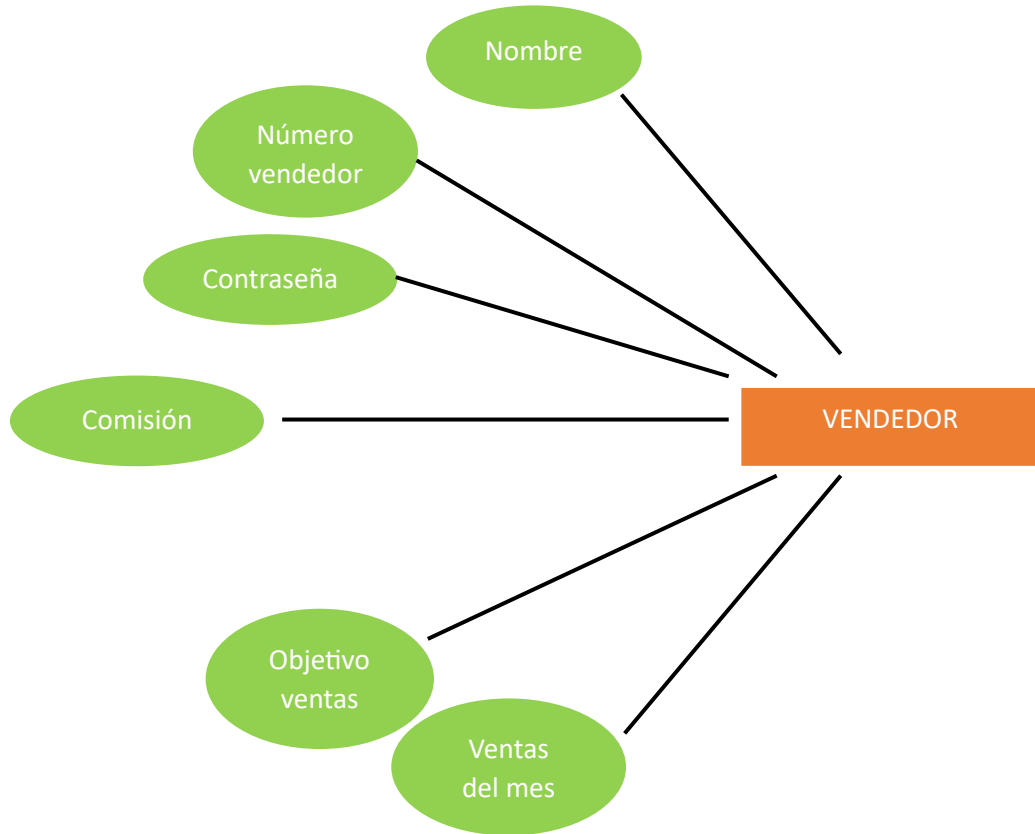 Nombre
Número
vendedor
Contraseña
Comisión
VENDEDOR
Objetivo
ventas
Ventas
del mes